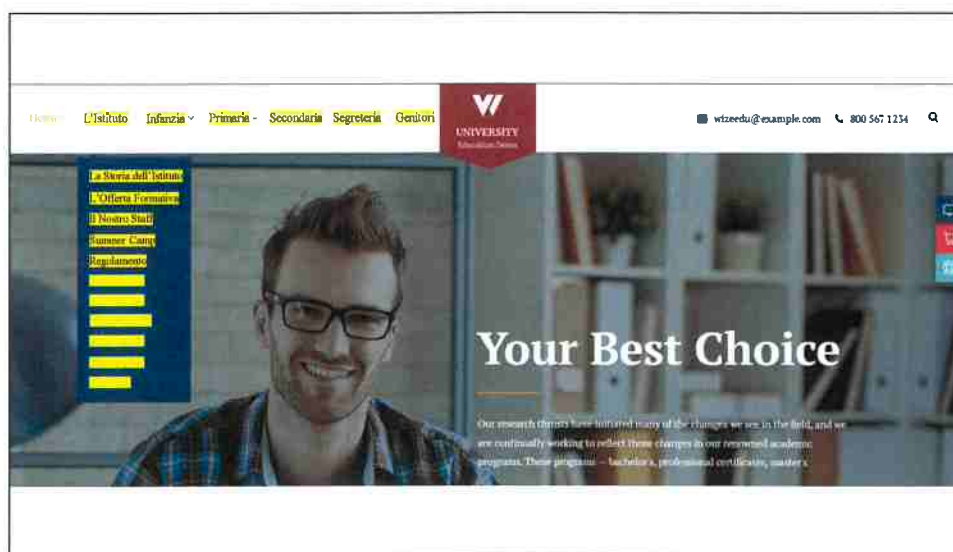 Home
L'Istituto
Infanzia
Primaria
Secondaria
Segreteria
Genitori
W
UNIVERSITY
wizeedu@example.com
800 567 1234
La Storia dell'Istituto
L'Offerta Formativa
Il Nostro Staff
Summer Camp
Regolamento
Your Best Choice
Our research thrusts have initiated many of the changes we see in the field, and we
are continually working to reflect these changes in our renowned academic
programs. These programs — bachelor's, professional certificates, master's